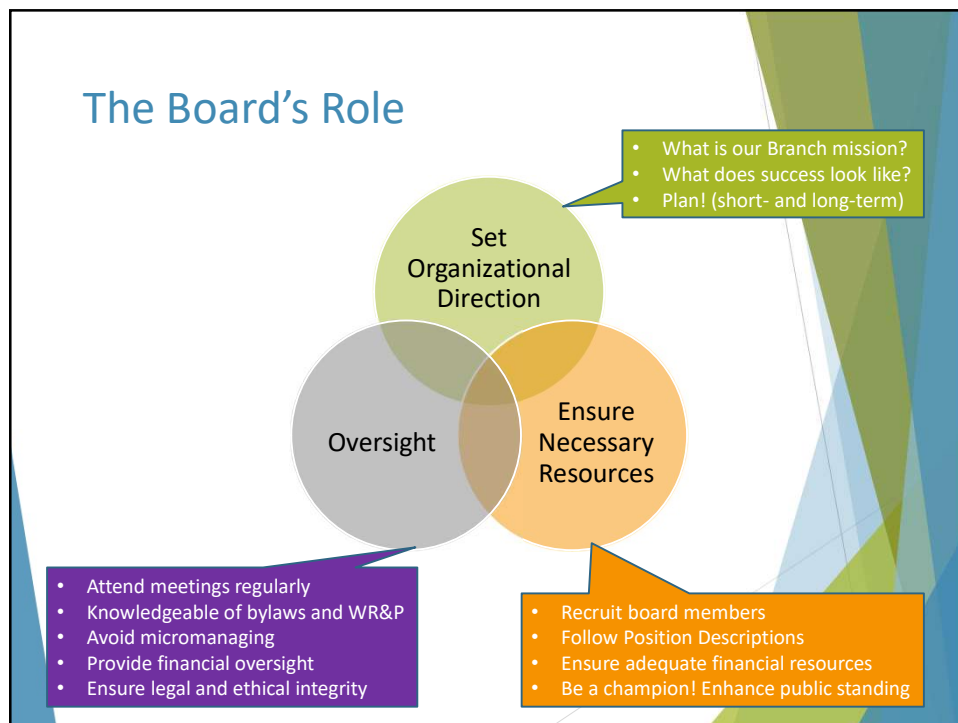 The Board's Role
• What is our Branch mission?
• What does success look like?
• Plan! (short- and long-term)
Set
Organizational
Direction
Oversight
Ensure
Necessary
Resources
• Attend meetings regularly
• Knowledgeable of bylaws and WR&P
• Avoid micromanaging
• Provide financial oversight
• Ensure legal and ethical integrity
• Recruit board members
• Follow Position Descriptions
• Ensure adequate financial resources
• Be a champion! Enhance public standing